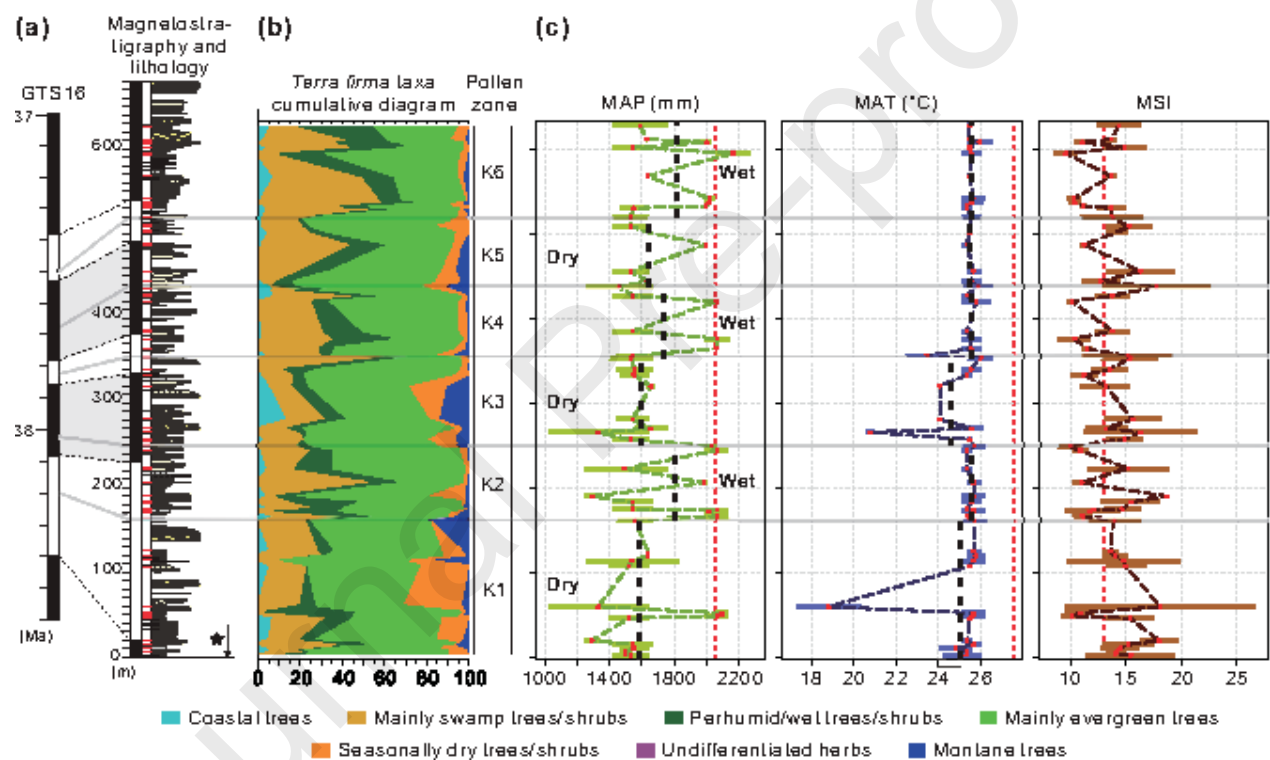 (a)
Magnetostra-
tigraphy and
lithology
(b)
(c)
GTS16
Terra firma taxa
cumulative diagram
Pollen
zone
MAP (mm)
MAT (°C)
MSI
37
38
(Ma)
600
400
300
200
100
0
(m)
K6
K5
K4
K3
K2
K1
Wet
Dry
Wet
Dry
Wet
Dry
0 20 40 60 80 100
1000 1400 1800 2200
18 20 22 24 26
10 15 20 25
Coastal trees
Mainly swamp trees/shrubs
Perhumid/wet trees/shrubs
Mainly evergreen trees
Seasonally dry trees/shrubs
Undifferentiated herbs
Montane trees
Pre-pro
urnal